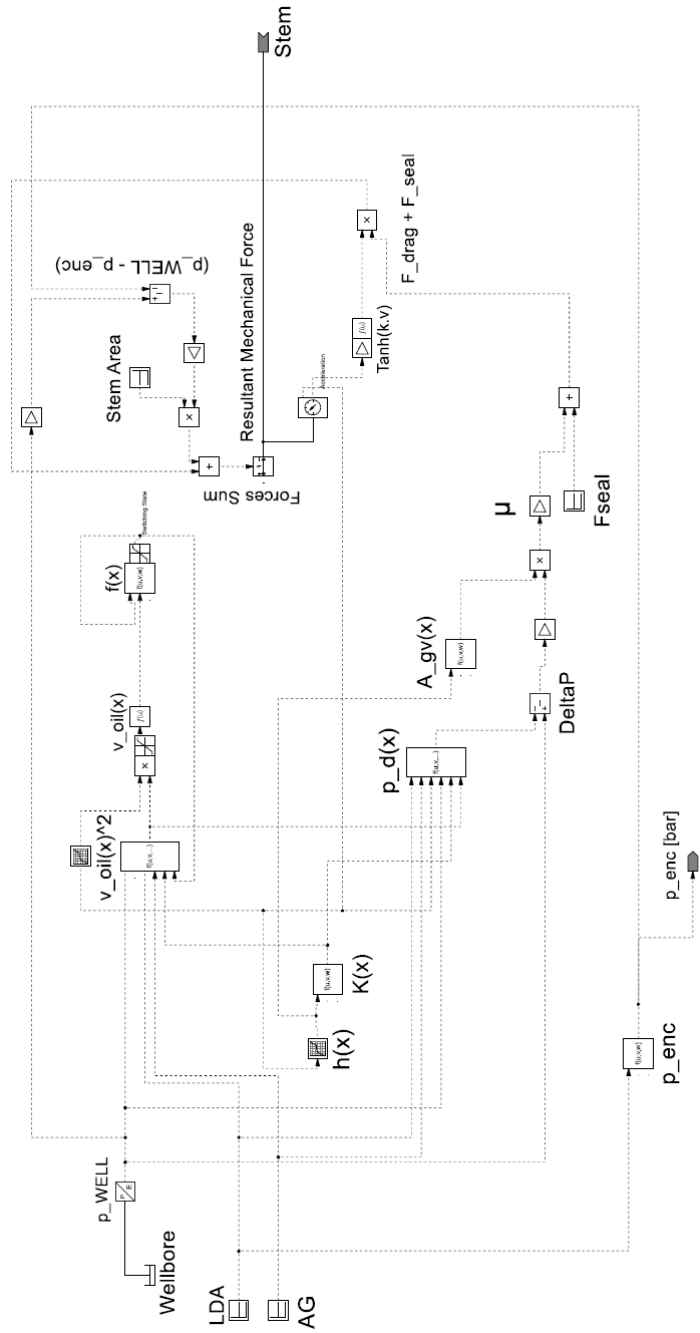 Wellbore
p_WELL
LDA
AG
v_oil(x)^2
f(u,v,...)
×
v_oil(x)
f(u)
f(x)
f(u,v,w)
(p_WELL - p_enc)
Stem Area
×
+
Forces Sum
Resultant Mechanical Force
Stem
Acceleration
h(x)
K(x)
f(u,v,w)
Tanh(k.v)
f(u)
×
F_drag + F_seal
p_d(x)
f(u,v,...)
A_gv(x)
f(u,v,w)
DeltaP
×
µ
+
Fseal
p_enc
f(u,v,w)
p_enc [bar]